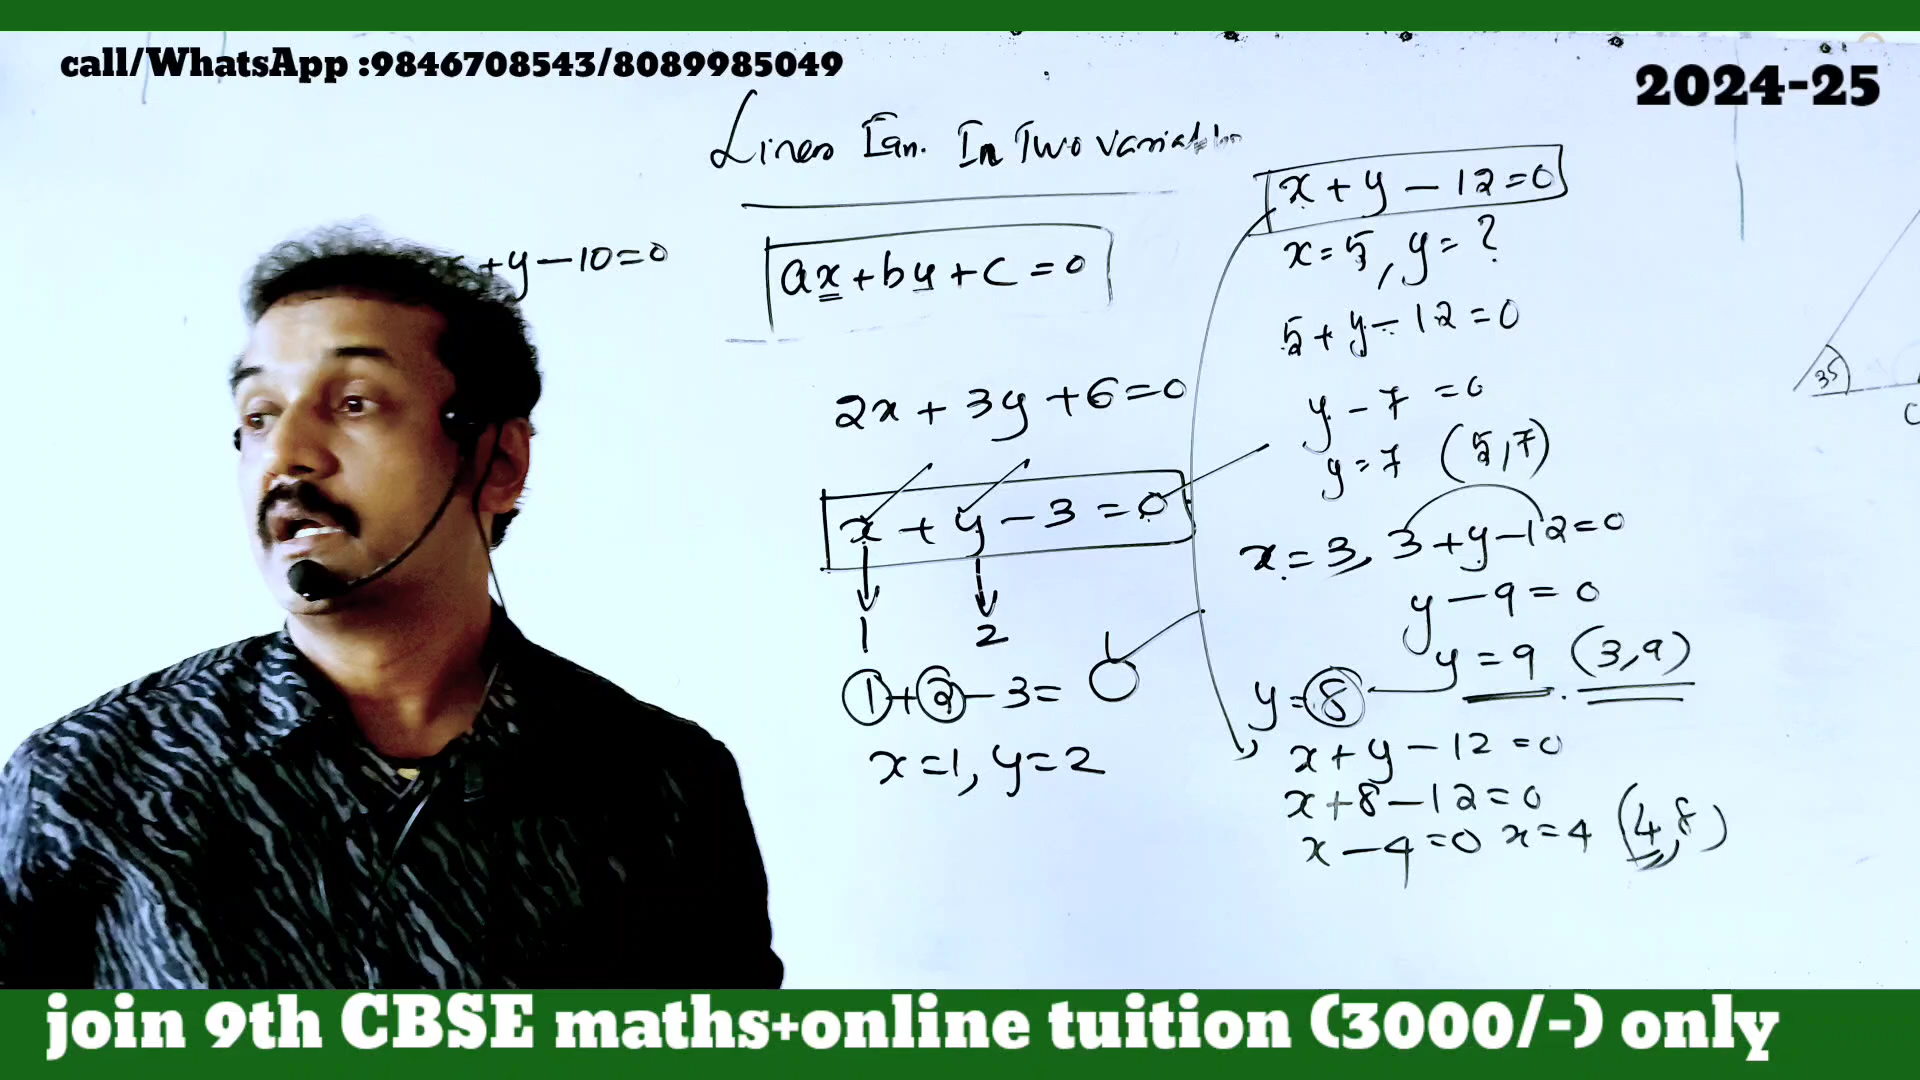 call/WhatsApp :9846708543/8089985049
2024-25
Linear Eqn. In Two variables
+y-10=0
ax+by+c=0
2x+3y+6=0
x+y-3=0
1 2
1+2-3=0
x=1, y=2
x+y-12=0
x=5, y=?
5+y-12=0
y-7=0
y=7 (5,7)
x=3, 3+y-12=0
y-9=0
y=9 (3,9)
y=8
x+y-12=0
x+8-12=0
x-4=0 x=4 (4,8)
35
join 9th CBSE maths+online tuition (3000/-) only